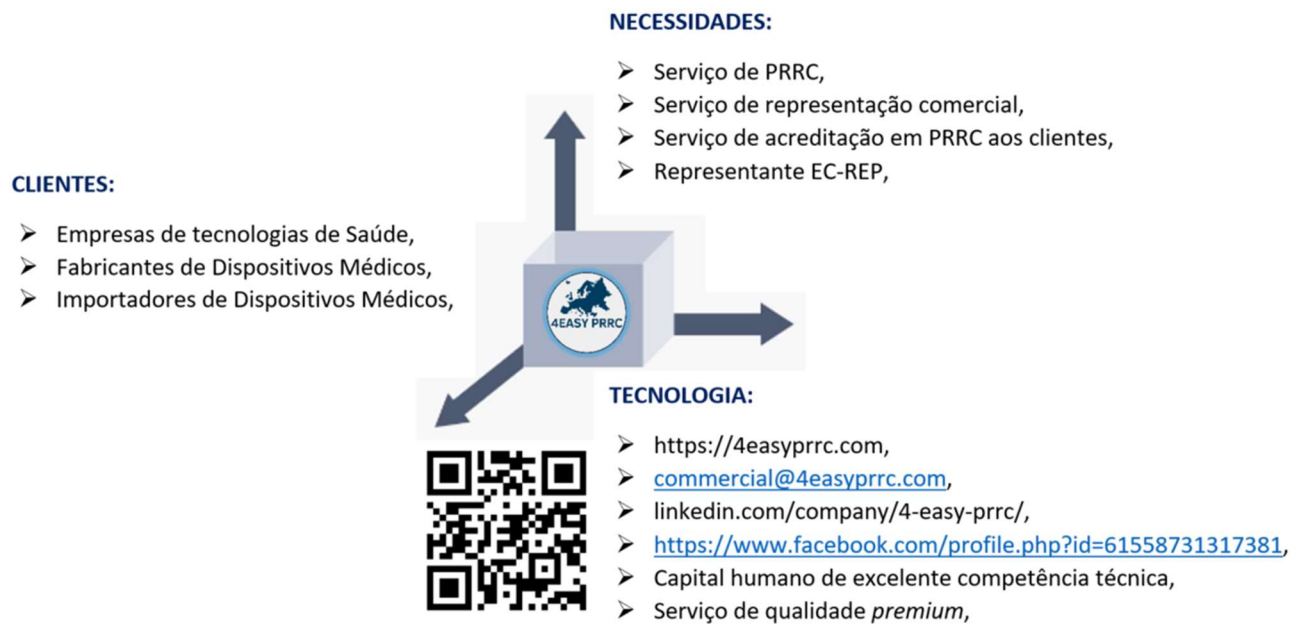 NECESSIDADES:
➢ Serviço de PRRC,
➢ Serviço de representação comercial,
➢ Serviço de acreditação em PRRC aos clientes,
➢ Representante EC-REP,
CLIENTES:
➢ Empresas de tecnologias de Saúde,
➢ Fabricantes de Dispositivos Médicos,
➢ Importadores de Dispositivos Médicos,
4EASY PRRC
TECNOLOGIA:
➢ https://4easyprrc.com,
➢ commercial@4easyprrc.com,
➢ linkedin.com/company/4-easy-prrc/,
➢ https://www.facebook.com/profile.php?id=61558731317381,
➢ Capital humano de excelente competência técnica,
➢ Serviço de qualidade premium,